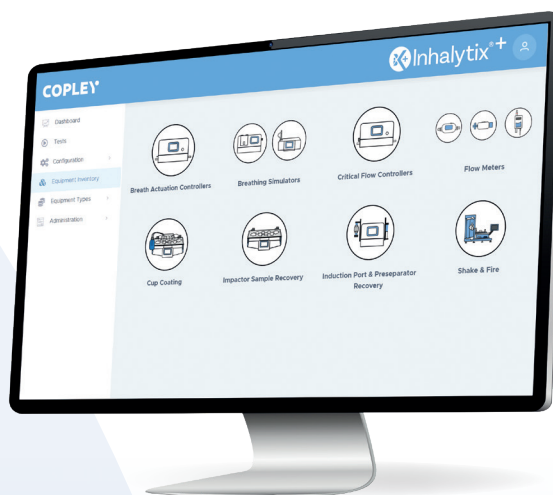 COPLEY
Inhalytix®+
Dashboard
Tests
Configuration
Equipment Inventory
Equipment Types
Administration
Breath Actuation Controllers
Breathing Simulators
Critical Flow Controllers
Flow Meters
Cup Coating
Impactor Sample Recovery
Induction Port & Preseparator
Recovery
Shake & Fire